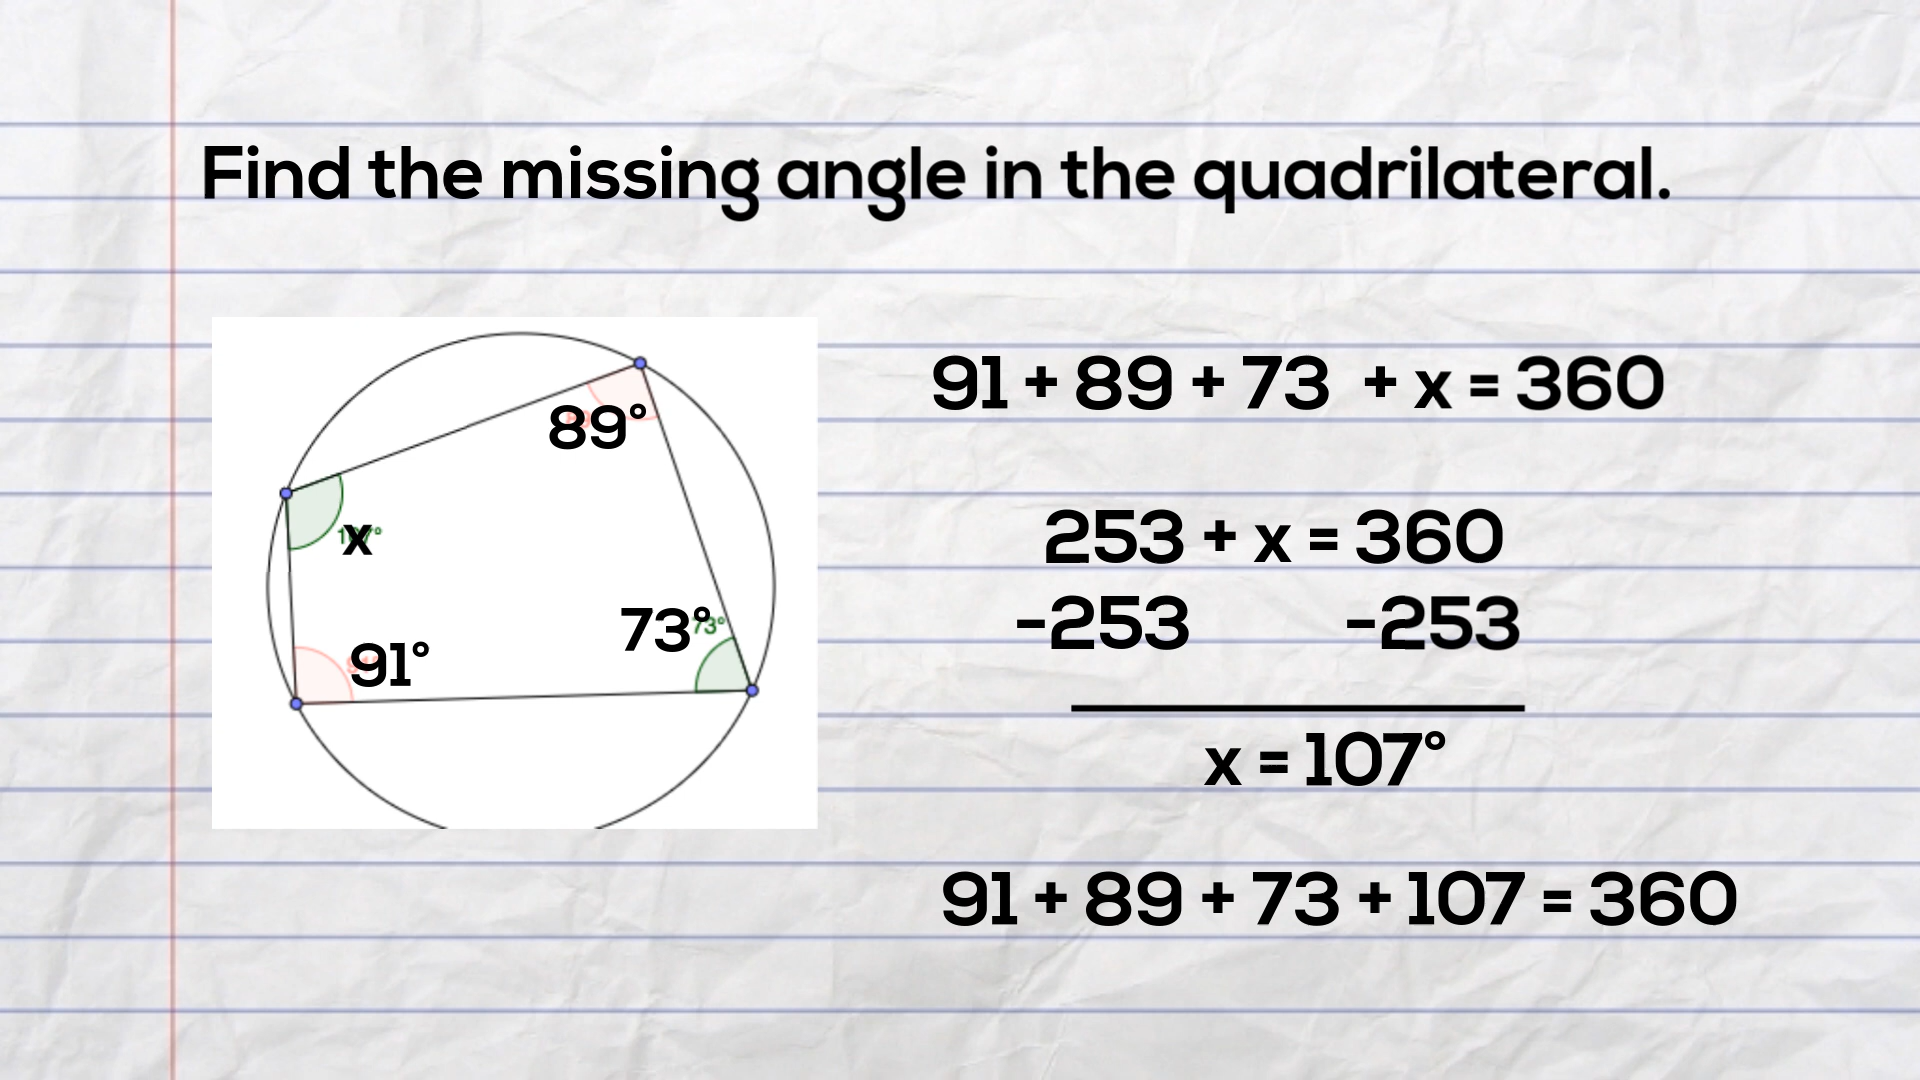 Find the missing angle in the quadrilateral.
89°
x
73°
73°
91°
91 + 89 + 73 + x = 360
253 + x = 360
-253 -253
x = 107°
91 + 89 + 73 + 107 = 360